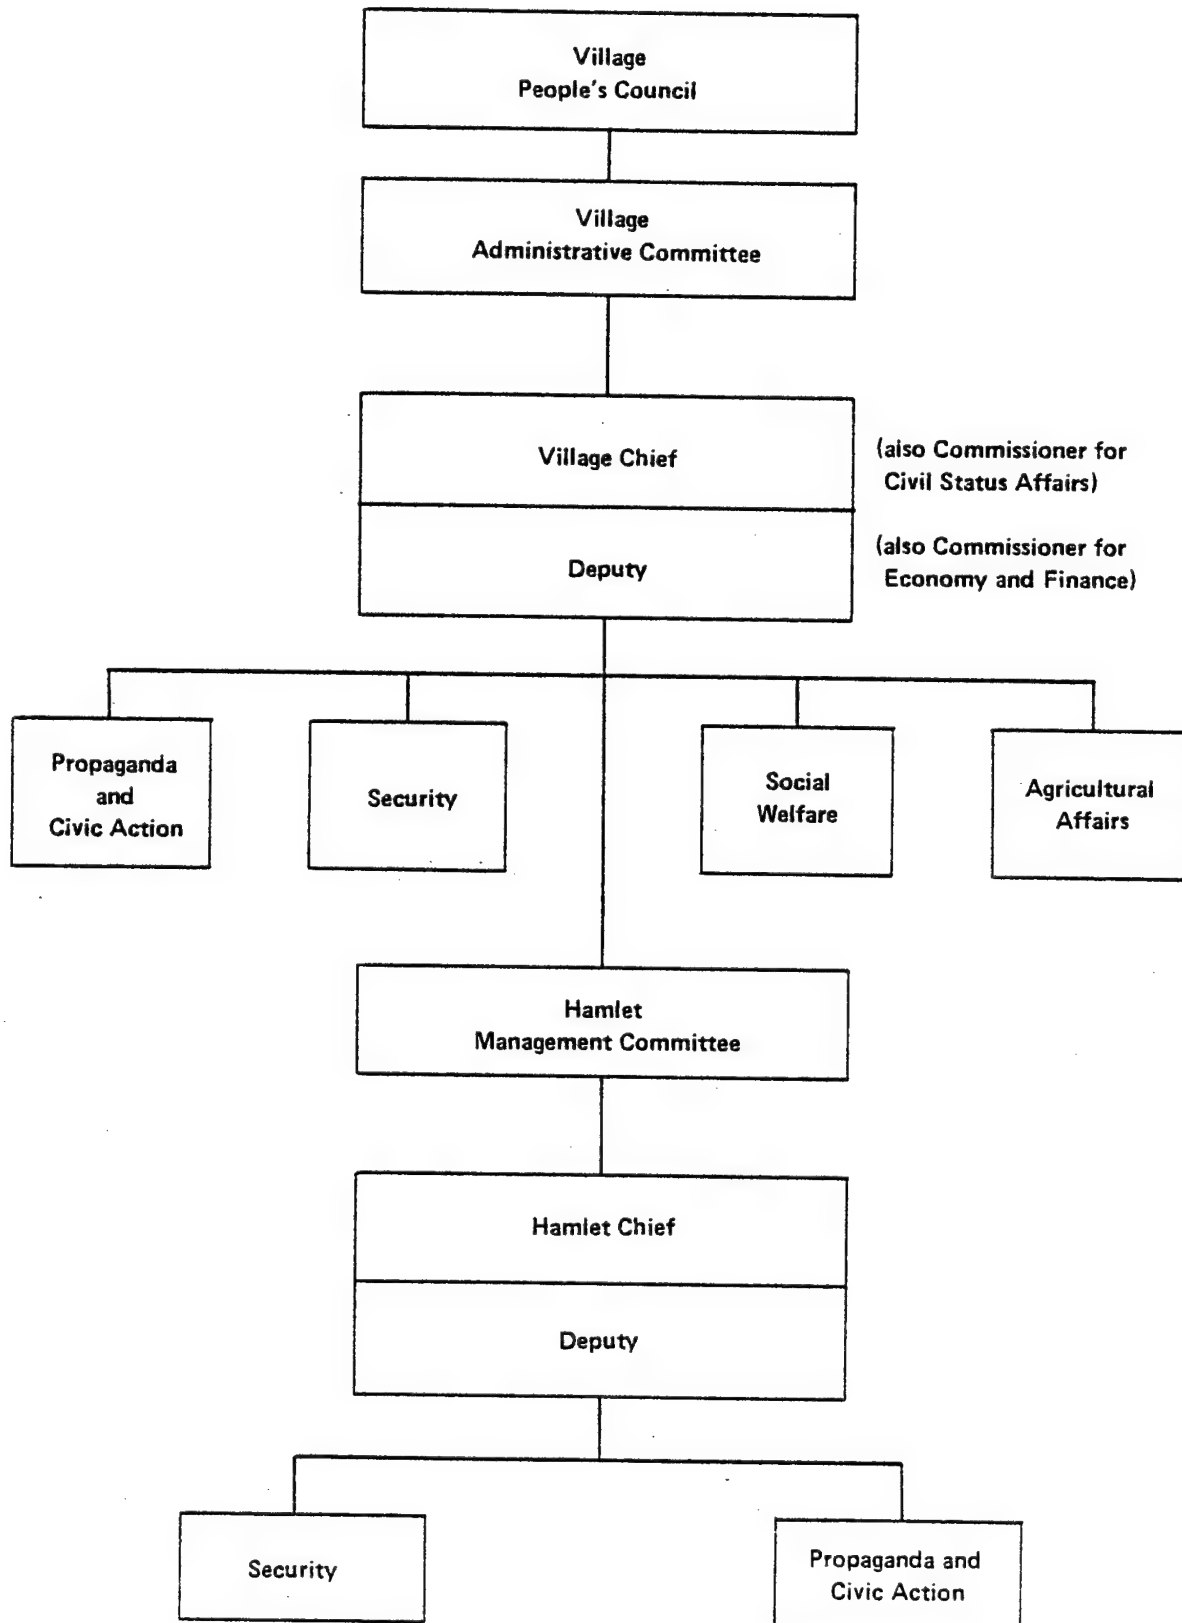 Village
People's Council
Village
Administrative Committee
Village Chief
(also Commissioner for
Civil Status Affairs)
Deputy
(also Commissioner for
Economy and Finance)
Propaganda
and
Civic Action
Security
Social
Welfare
Agricultural
Affairs
Hamlet
Management Committee
Hamlet Chief
Deputy
Security
Propaganda and
Civic Action